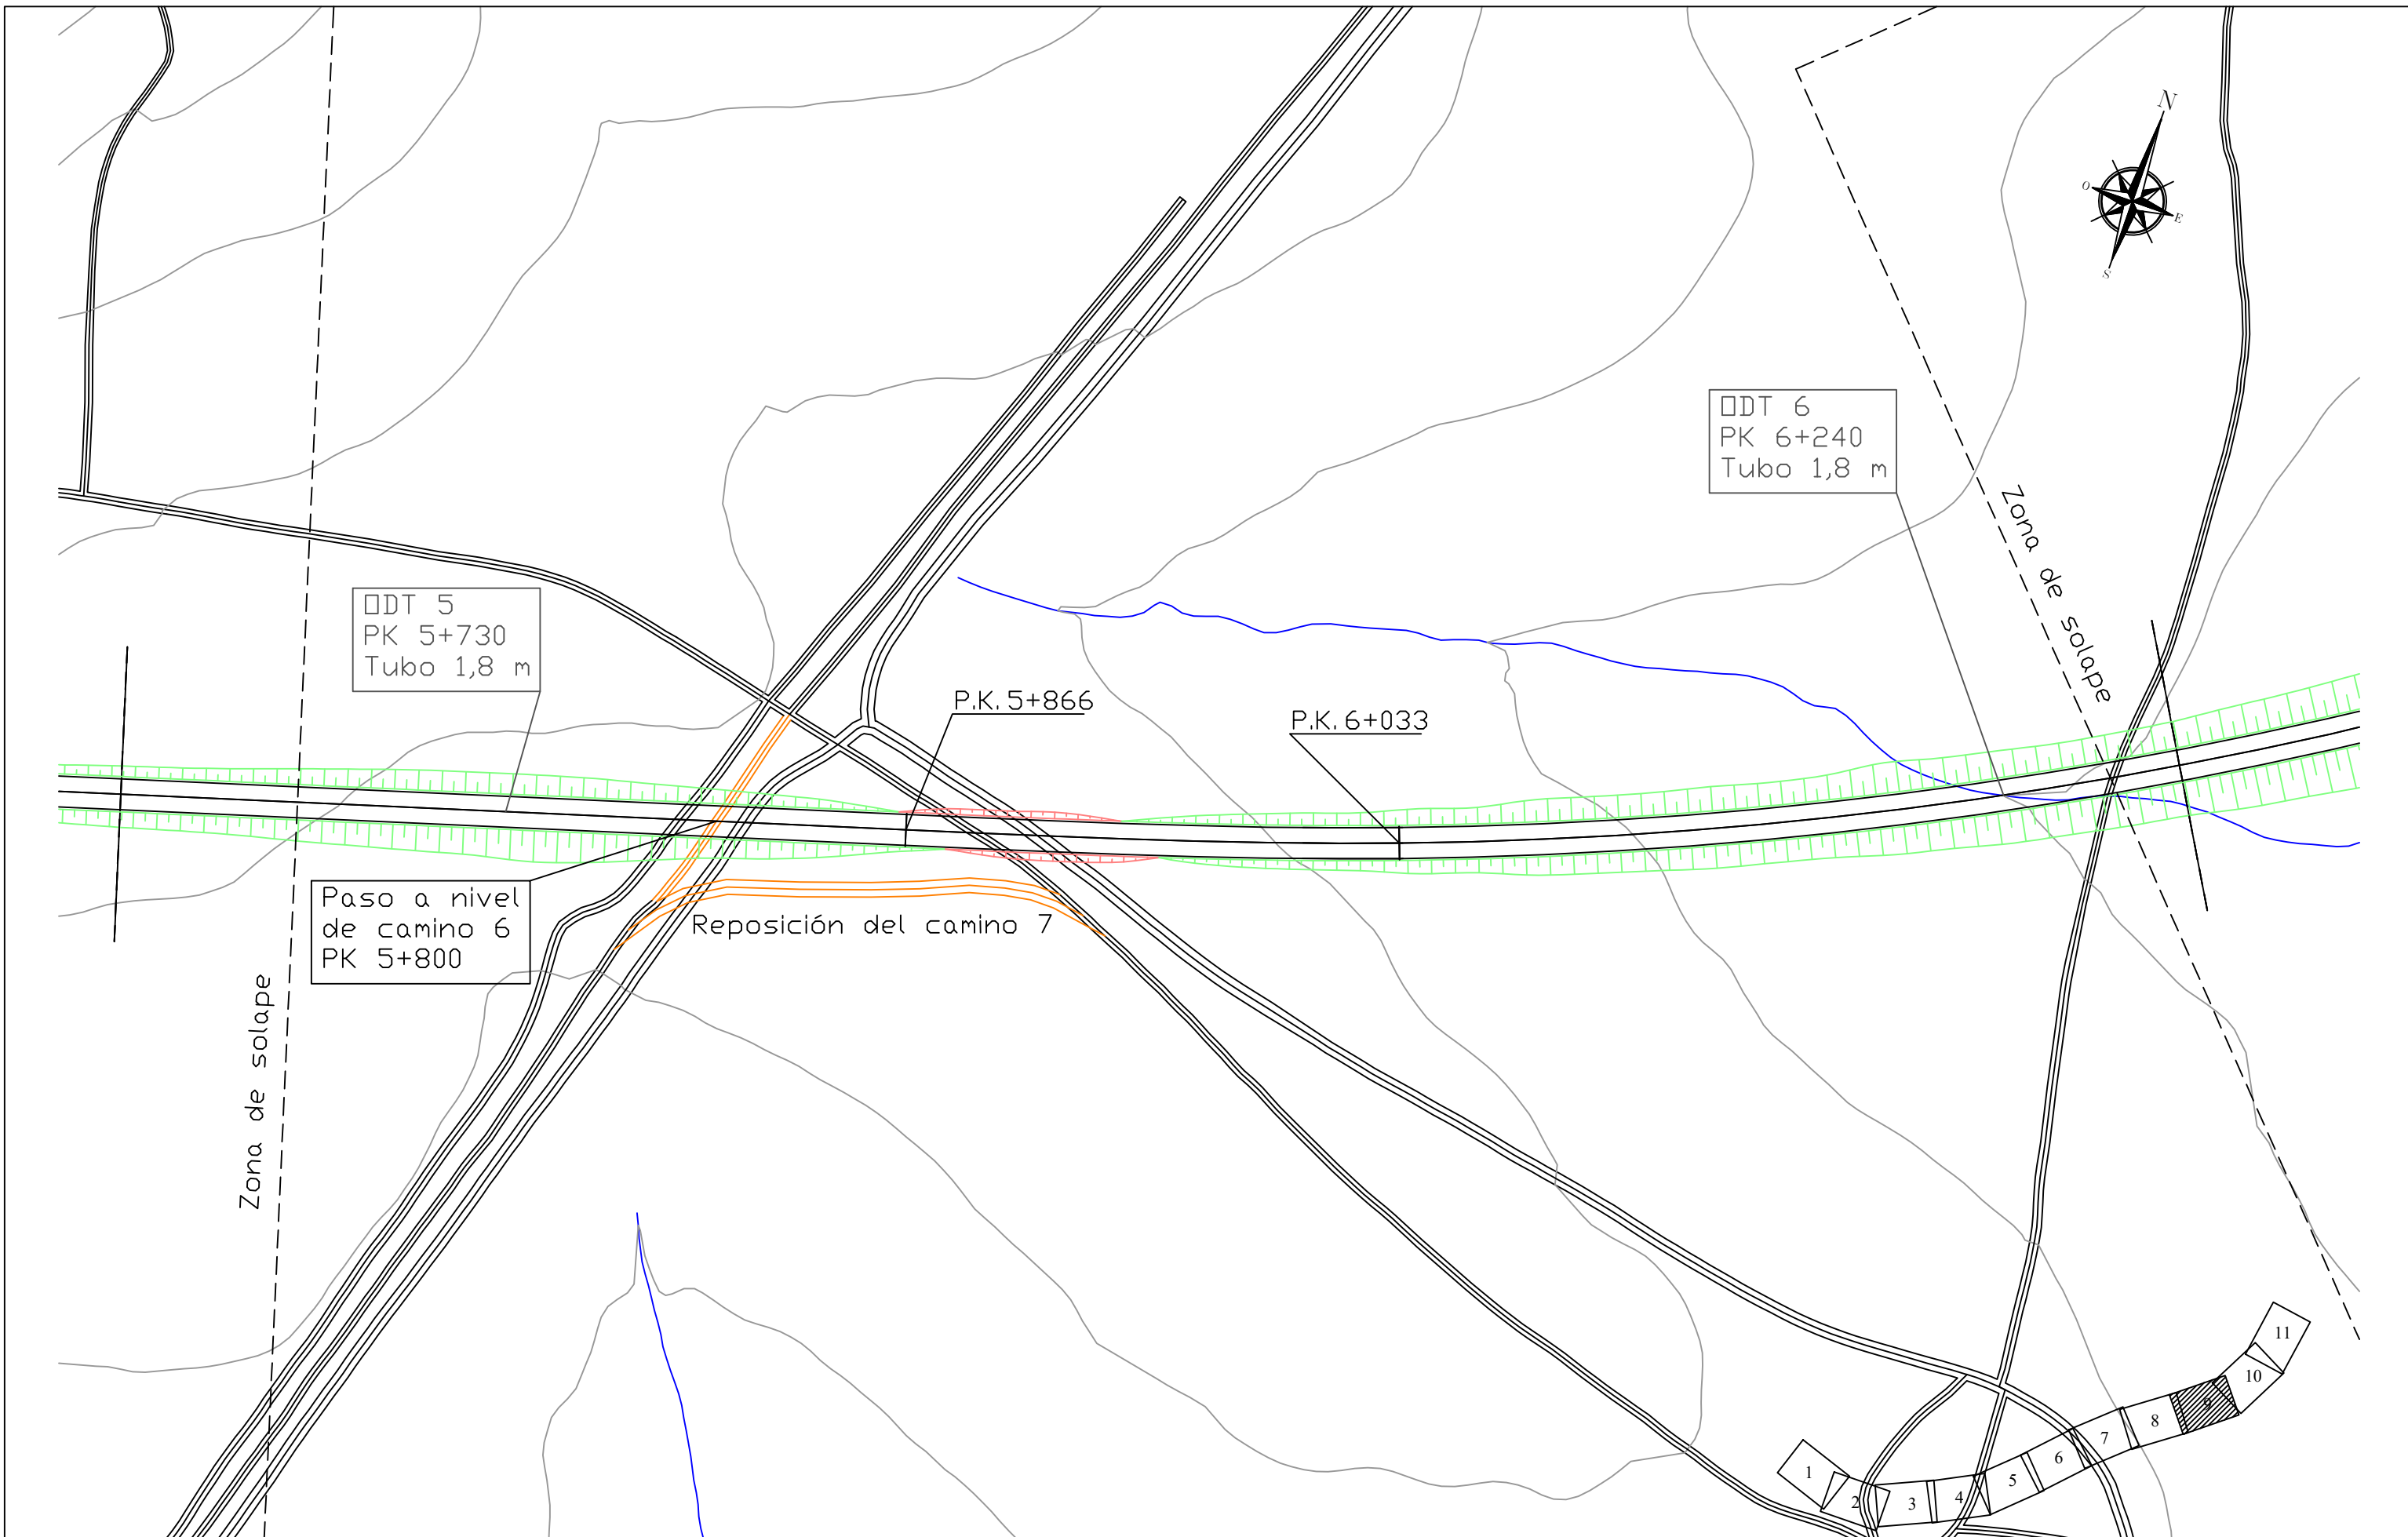 N
O
E
S
ODT 6
PK 6+240
Tubo 1,8 m
Zona de solape
ODT 5
PK 5+730
Tubo 1,8 m
P.K. 5+866
P.K. 6+033
Paso a nivel
de camino 6
PK 5+800
Reposición del camino 7
Zona de solape
11
10
9
8
7
6
5
4
3
2
1